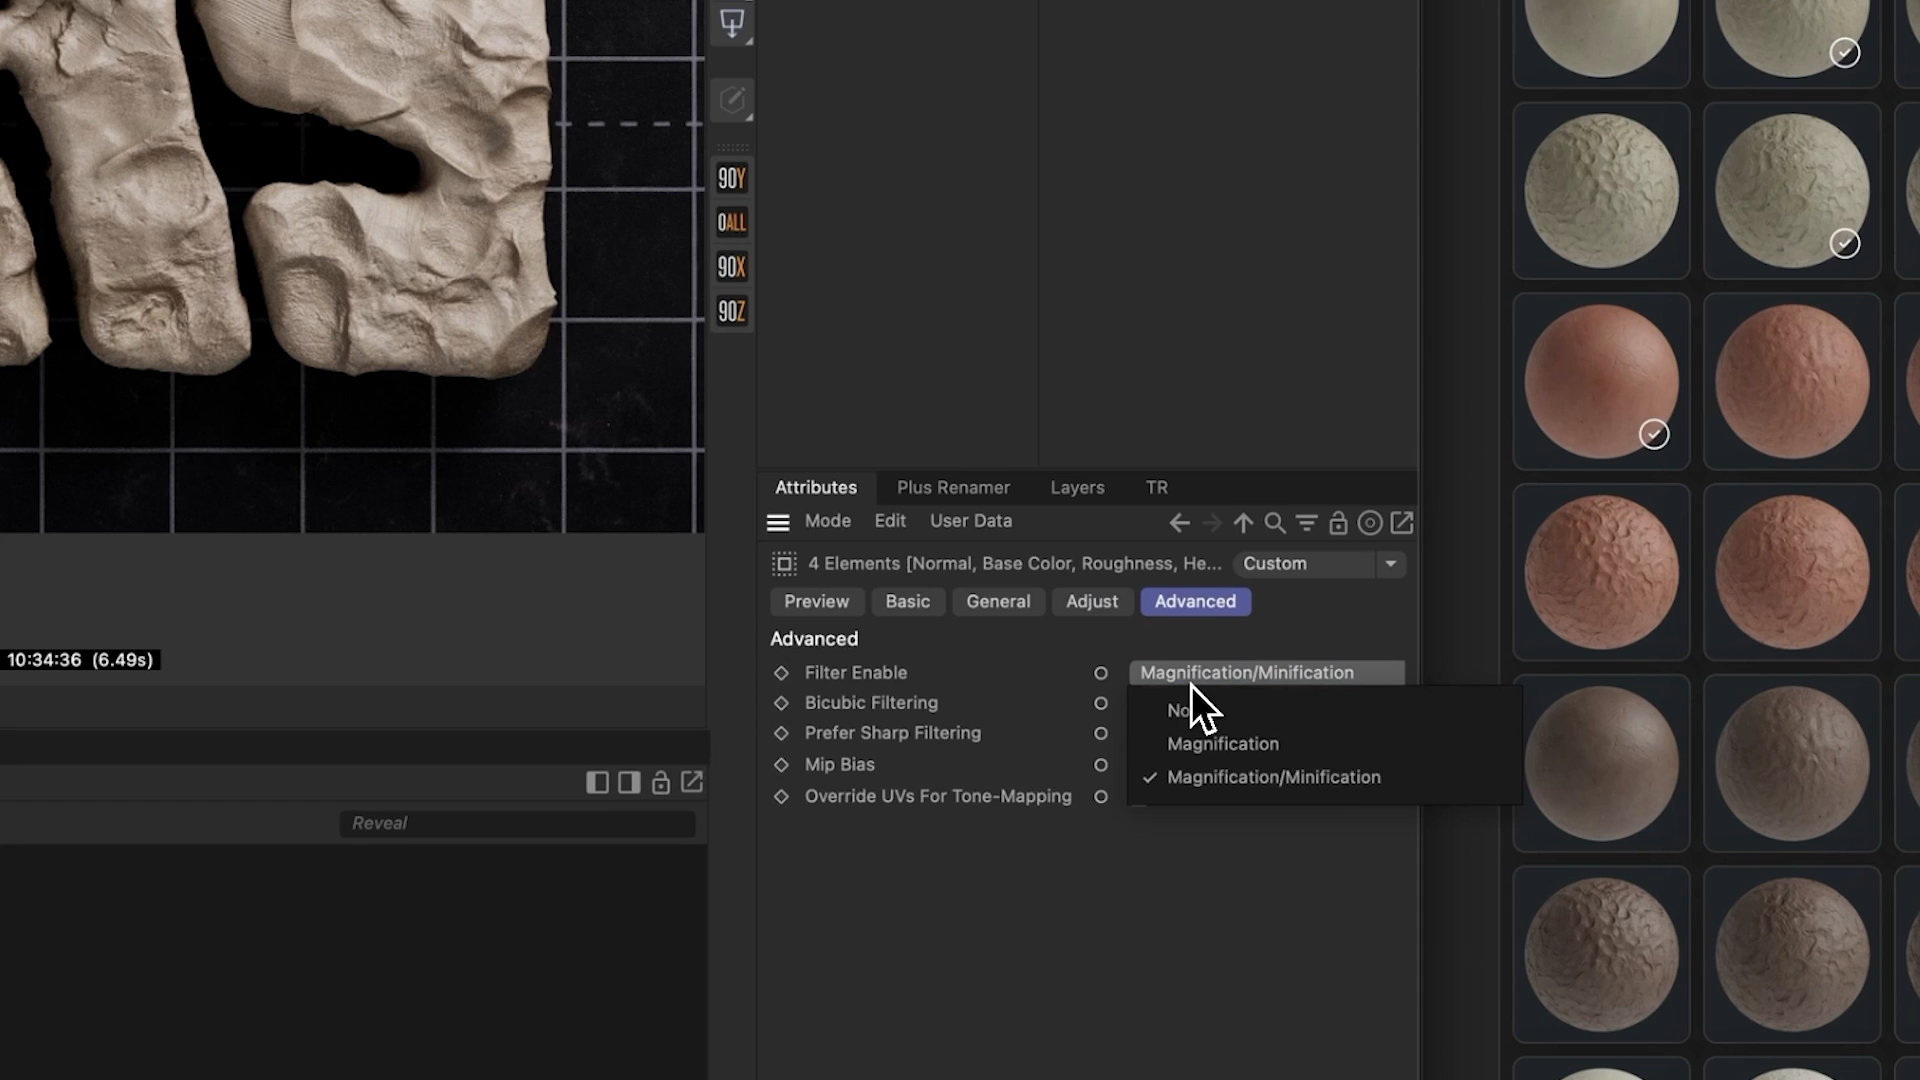 90Y
0ALL
90X
90Z
Attributes Plus Renamer Layers TR
Mode Edit User Data
4 Elements [Normal, Base Color, Roughness, He... Custom
Preview Basic General Adjust Advanced
Advanced
Filter Enable Magnification/Minification
Bicubic Filtering
Prefer Sharp Filtering
Mip Bias
Override UVs For Tone-Mapping
Magnification
Magnification/Minification
10:34:36 (6.49s)
Reveal